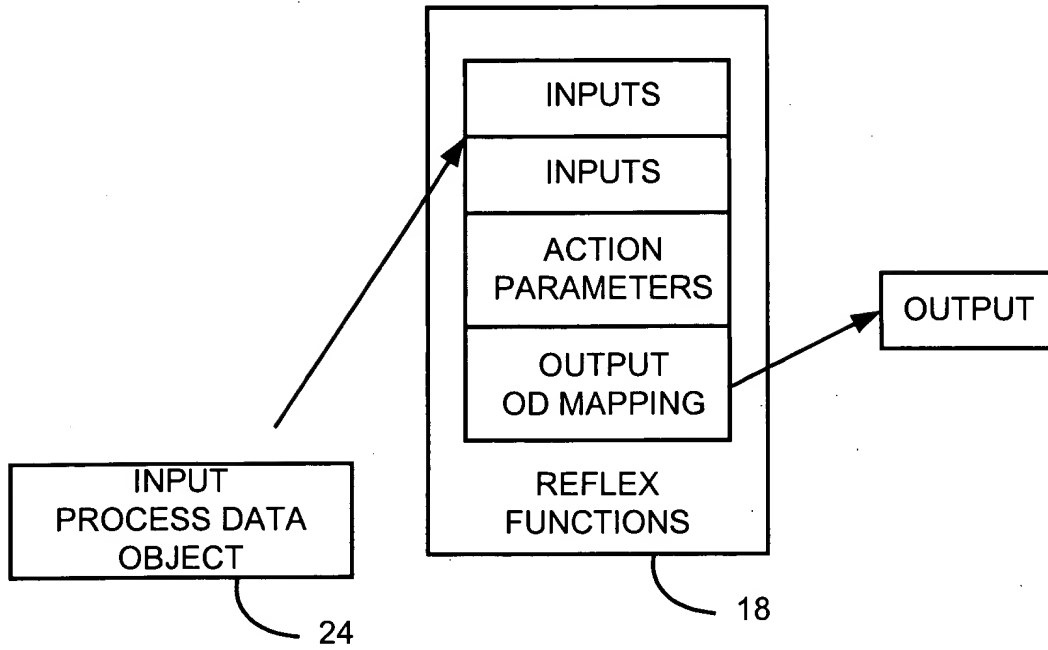 INPUTS
INPUTS
ACTION
PARAMETERS
OUTPUT
OD MAPPING
REFLEX
FUNCTIONS
18
OUTPUT
INPUT
PROCESS DATA
OBJECT
24